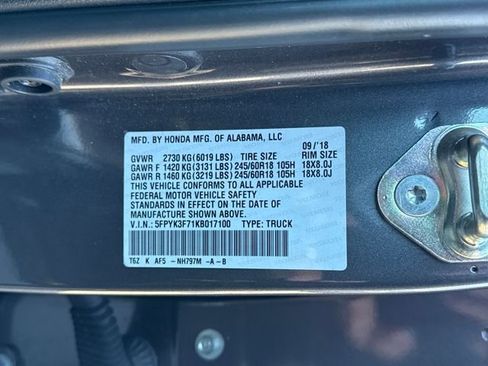 MFD. BY HONDA MFG. OF ALABAMA, LLC 09/'18
GVWR 2730 KG (6019 LBS) TIRE SIZE RIM SIZE
GAWR F 1420 KG (3131 LBS) 245/60R18 105H 18X8.0J
GAWR R 1460 KG (3219 LBS) 245/60R18 105H 18X8.0J
THIS VEHICLE CONFORMS TO ALL APPLICABLE
FEDERAL MOTOR VEHICLE SAFETY
STANDARDS IN EFFECT ON THE DATE OF
MANUFACTURE SHOWN ABOVE.
V.I.N.: 5FPYK3F71KB017100 TYPE: TRUCK
T6Z K AF5 -NH797M -A-B